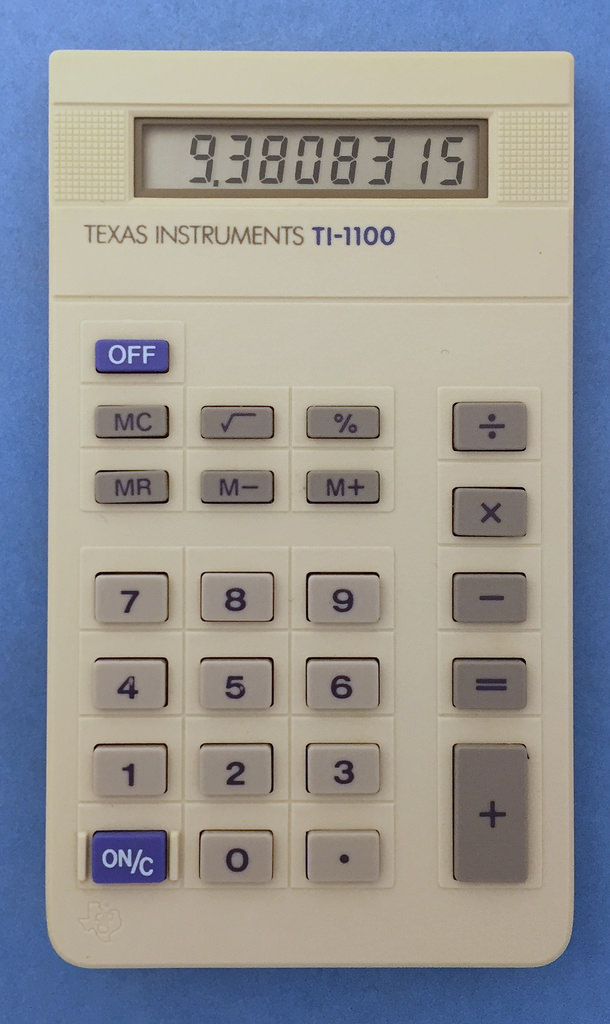 9.3808315
TEXAS INSTRUMENTS TI-1100
OFF
MC √ % ÷
MR M− M+ ×
7 8 9 −
4 5 6 =
1 2 3 +
ON/C 0 .